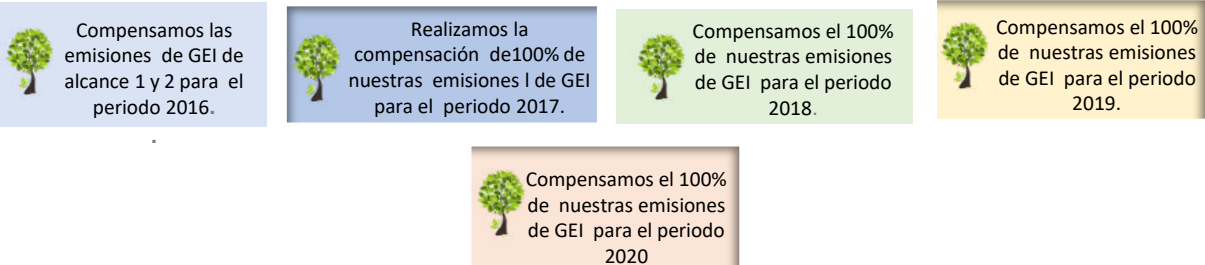 Compensamos las
emisiones de GEI de
alcance 1 y 2 para el
periodo 2016.
.
Realizamos la
compensación de100% de
nuestras emisiones l de GEI
para el periodo 2017.
Compensamos el 100%
de nuestras emisiones
de GEI para el periodo
2018.
Compensamos el 100%
de nuestras emisiones
de GEI para el periodo
2019.
Compensamos el 100%
de nuestras emisiones
de GEI para el periodo
2020